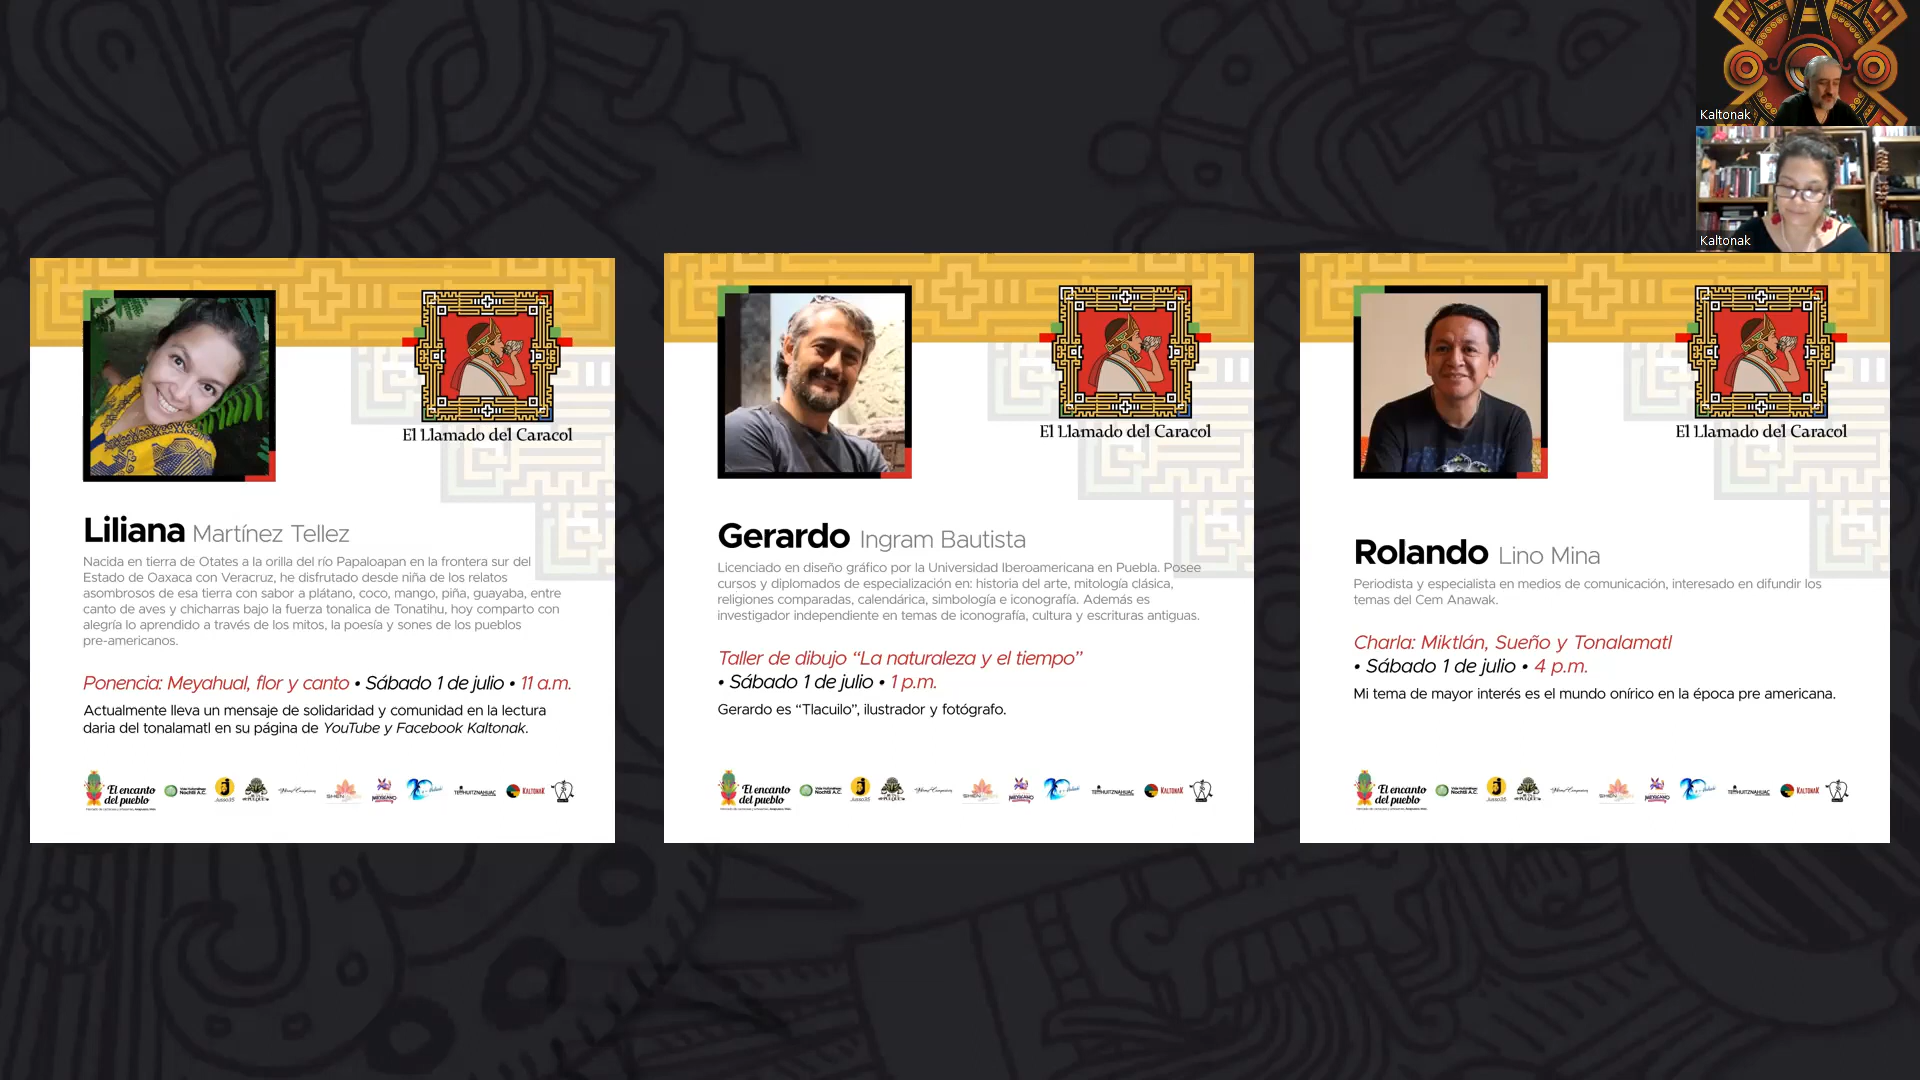 Kaltonak
Kaltonak
El Llamado del Caracol
Liliana Martínez Tellez
Nacida en tierra de Otates a la orilla del río Papaloapan en la frontera sur del
Estado de Oaxaca con Veracruz, he disfrutado desde niña de los relatos
asombrosos de esa tierra con sabor a plátano, coco, mango, piña, guayaba, entre
canto de aves y chicharras bajo la fuerza tonalica de Tonatihu, hoy comparto con
alegría lo aprendido a través de los mitos, la poesía y sones de los pueblos
pre-americanos.
Ponencia: Meyahual, flor y canto • Sábado 1 de julio • 11 a.m.
Actualmente lleva un mensaje de solidaridad y comunidad en la lectura
daria del tonalamatl en su página de YouTube y Facebook Kaltonak.
El encanto
del pueblo
Nochtli A.C.
KALTONAK
El Llamado del Caracol
Gerardo Ingram Bautista
Licenciado en diseño gráfico por la Universidad Iberoamericana en Puebla. Posee
cursos y diplomados de especialización en: historia del arte, mitología clásica,
religiones comparadas, calendárica, simbología e iconografía. Además es
investigador independiente en temas de iconografía, cultura y escrituras antiguas.
Taller de dibujo “La naturaleza y el tiempo”
• Sábado 1 de julio • 1 p.m.
Gerardo es “Tlacuilo”, ilustrador y fotógrafo.
El encanto
del pueblo
Nochtli A.C.
KALTONAK
El Llamado del Caracol
Rolando Lino Mina
Periodista y especialista en medios de comunicación, interesado en difundir los
temas del Cem Anawak.
Charla: Miktlán, Sueño y Tonalamatl
• Sábado 1 de julio • 4 p.m.
Mi tema de mayor interés es el mundo onírico en la época pre americana.
El encanto
del pueblo
Nochtli A.C.
KALTONAK